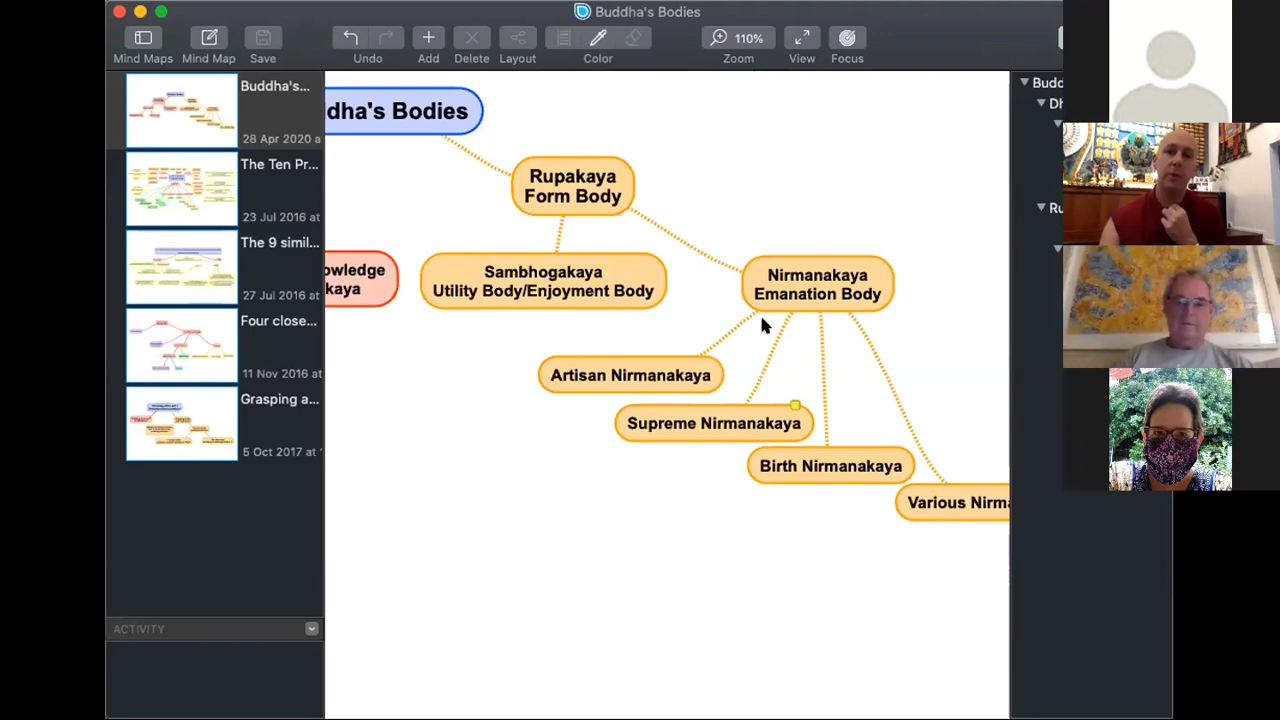 Buddha's Bodies
Mind Maps
Mind Map
Save
Undo
Add
Delete
Layout
Color
110%
Zoom
View
Focus
Buddha's...
28 Apr 2020 at
The Ten Pr...
23 Jul 2016 at
The 9 simil...
27 Jul 2016 at
Four close...
11 Nov 2016 at
Grasping a...
5 Oct 2017 at
ACTIVITY
dha's Bodies
Rupakaya
Form Body
owledge
kaya
Sambhogakaya
Utility Body/Enjoyment Body
Nirmanakaya
Emanation Body
Artisan Nirmanakaya
Supreme Nirmanakaya
Birth Nirmanakaya
Various Nirma
Budd
Dh
Ru